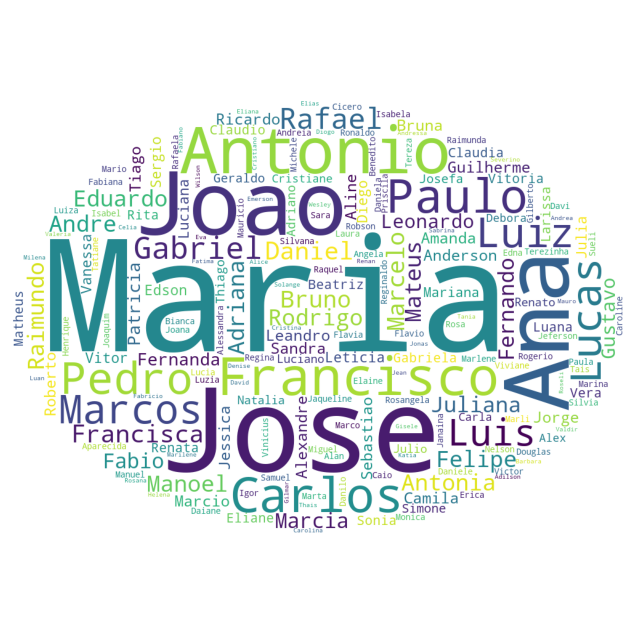 Maria
Jose
Ana
Joao
Antonio
Francisco
Carlos
Paulo
Pedro
Lucas
Luiz
Marcos
Luis
Gabriel
Rafael
Francisca
Daniel
Marcelo
Bruno
Eduardo
Felipe
Raimundo
Rodrigo
Antonia
Manoel
Andre
Mateus
Fabio
Fernando
Juliana
Adriana
Marcia
Fernanda
Patricia
Aline
Gustavo
Tiago
Ricardo
Claudio
Andreia
Elias
Eliana
Cicero
Isabela
Diogo
Ronaldo
Bruna
Raimunda
Sergio
Rafaela
Cristiano
Michele
Benedito
Tereza
Claudia
Guilherme
Severino
Mario
Fabiana
Geraldo
Cristiane
Wilson
Emerson
Wesley
Priscila
Daniela
Diego
Josefa
Vitoria
Gilberto
Luiza
Isabel
Rita
Luciana
Mauricio
Adriano
Sara
Laura
Renan
Eva
Fatima
Alice
Davi
Leonardo
Debora
Larissa
Andrea
Julia
Sueli
Valeria
Celia
Vanessa
Tatiane
Robson
Silvana
Angela
Sabrina
Amanda
Edna
Terezinha
Milena
Matheus
Henrique
Joaquim
Edson
Thiago
Alessandra
Raquel
Solange
Beatriz
Reginaldo
Anderson
Mariana
Tania
Renato
Mauro
Caroline
Bianca
Joana
Cristina
Leandro
Flavia
Flavio
Jonas
Rosa
Luana
Jeferson
Rogerio
Roberto
Vitor
Sandra
Regina
Luciano
Leticia
Gabriela
Marlene
Viviane
Paula
Tais
Luan
Lucia
Luzia
Denise
David
Fabricio
Elaine
Jean
Roseli
Marina
Vera
Silvia
Natalia
Jaqueline
Rosangela
Carla
Marli
Jorge
Valdir
Aparecida
Renata
Jessica
Vinicius
Alexandre
Miguel
Marco
Gisele
Sebastiao
Julio
Janaina
Nelson
Alex
Douglas
Marilene
Manuel
Rosana
Helena
Alan
Katia
Daniele
Victor
Barbara
Marcio
Daiane
Samuel
Igor
Gilmar
Marta
Thais
Danilo
Caio
Camila
Simone
Erica
Adilson
Eliane
Sonia
Monica
Carolina